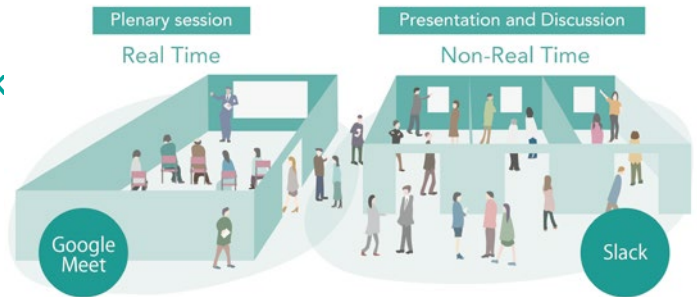 Plenary session
Real Time
Presentation and Discussion
Non-Real Time
Google
Meet
Slack